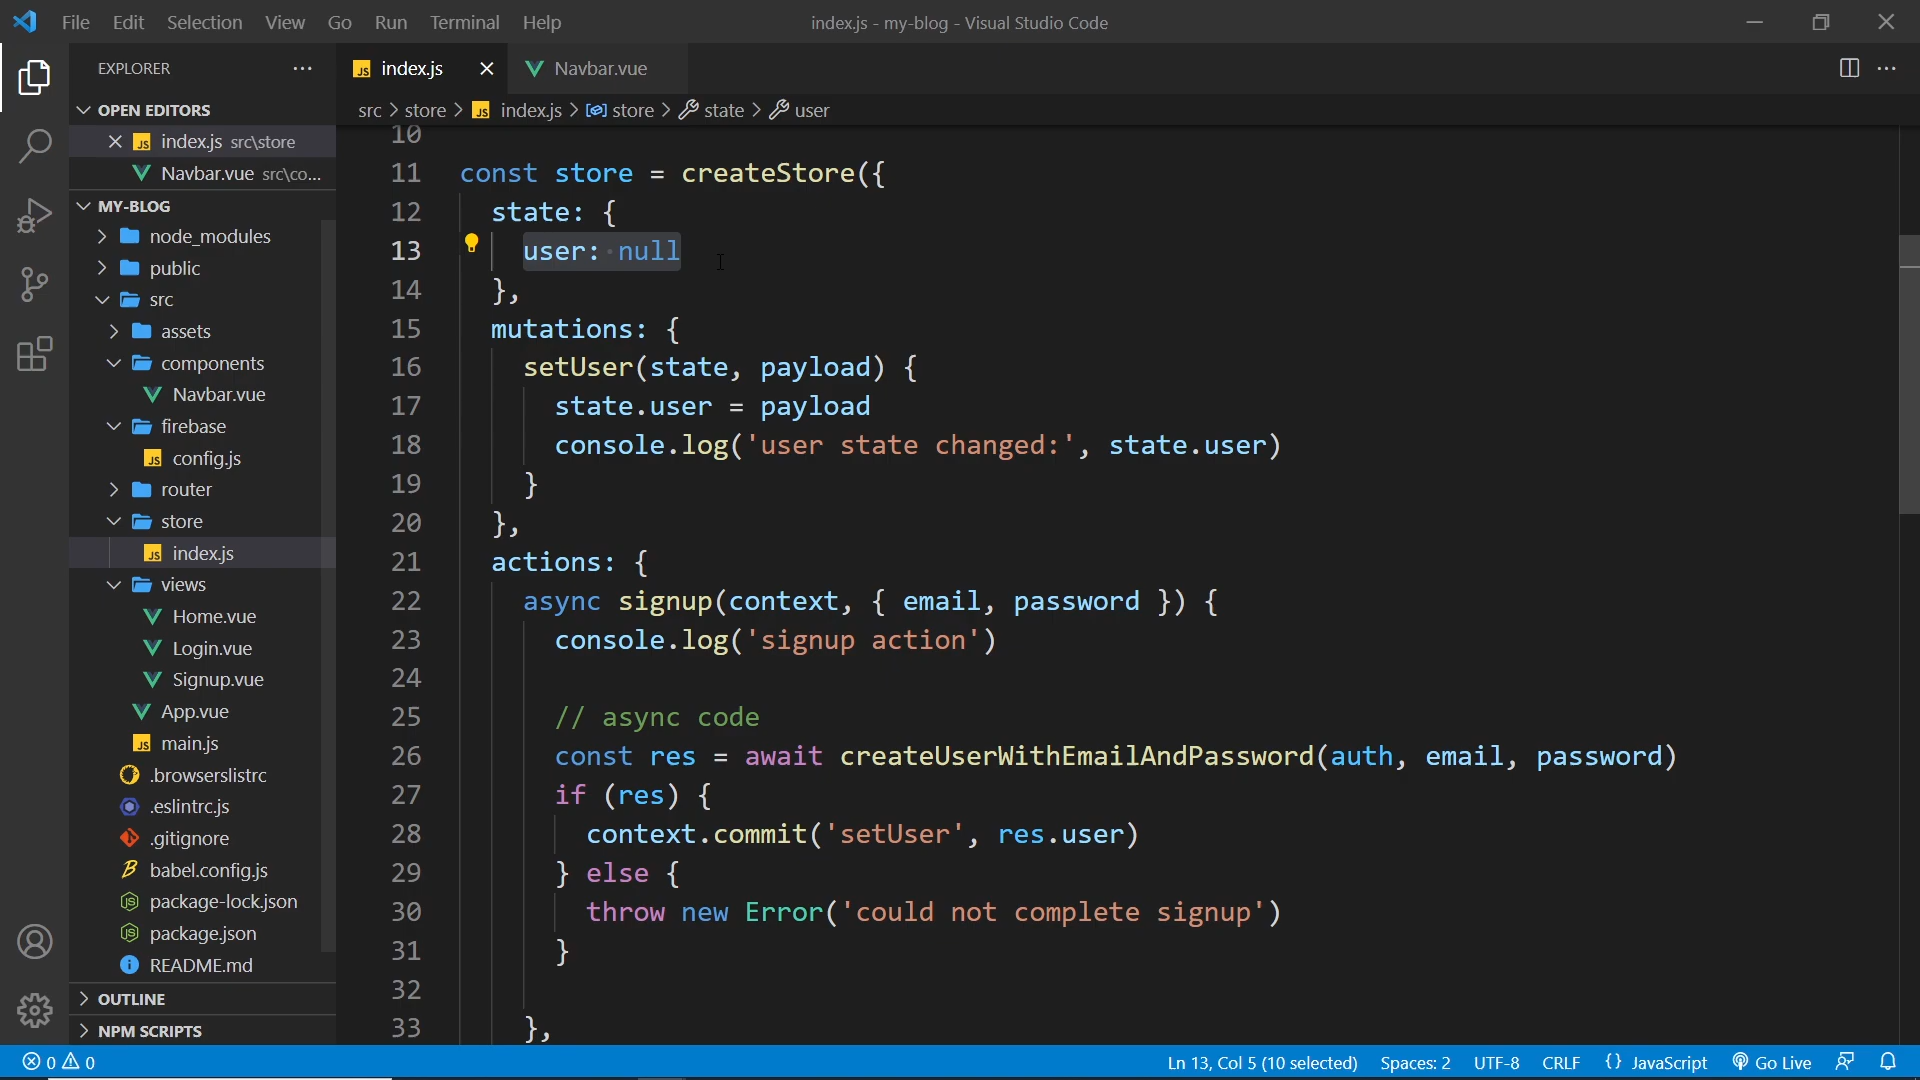 File Edit Selection View Go Run Terminal Help
index.js - my-blog - Visual Studio Code
EXPLORER
OPEN EDITORS
index.js src\store
Navbar.vue src\co...
MY-BLOG
node_modules
public
src
assets
components
Navbar.vue
firebase
config.js
router
store
index.js
views
Home.vue
Login.vue
Signup.vue
App.vue
main.js
.browserslistrc
.eslintrc.js
.gitignore
babel.config.js
package-lock.json
package.json
README.md
OUTLINE
NPM SCRIPTS
index.js
Navbar.vue
src > store > index.js > store > state > user
10
11 const store = createStore({
12 state: {
13 user: null
14 },
15 mutations: {
16 setUser(state, payload) {
17 state.user = payload
18 console.log('user state changed:', state.user)
19 }
20 },
21 actions: {
22 async signup(context, { email, password }) {
23 console.log('signup action')
24
25 // async code
26 const res = await createUserWithEmailAndPassword(auth, email, password)
27 if (res) {
28 context.commit('setUser', res.user)
29 } else {
30 throw new Error('could not complete signup')
31 }
32
33 },
0 0
Ln 13, Col 5 (10 selected) Spaces: 2 UTF-8 CRLF {} JavaScript Go Live